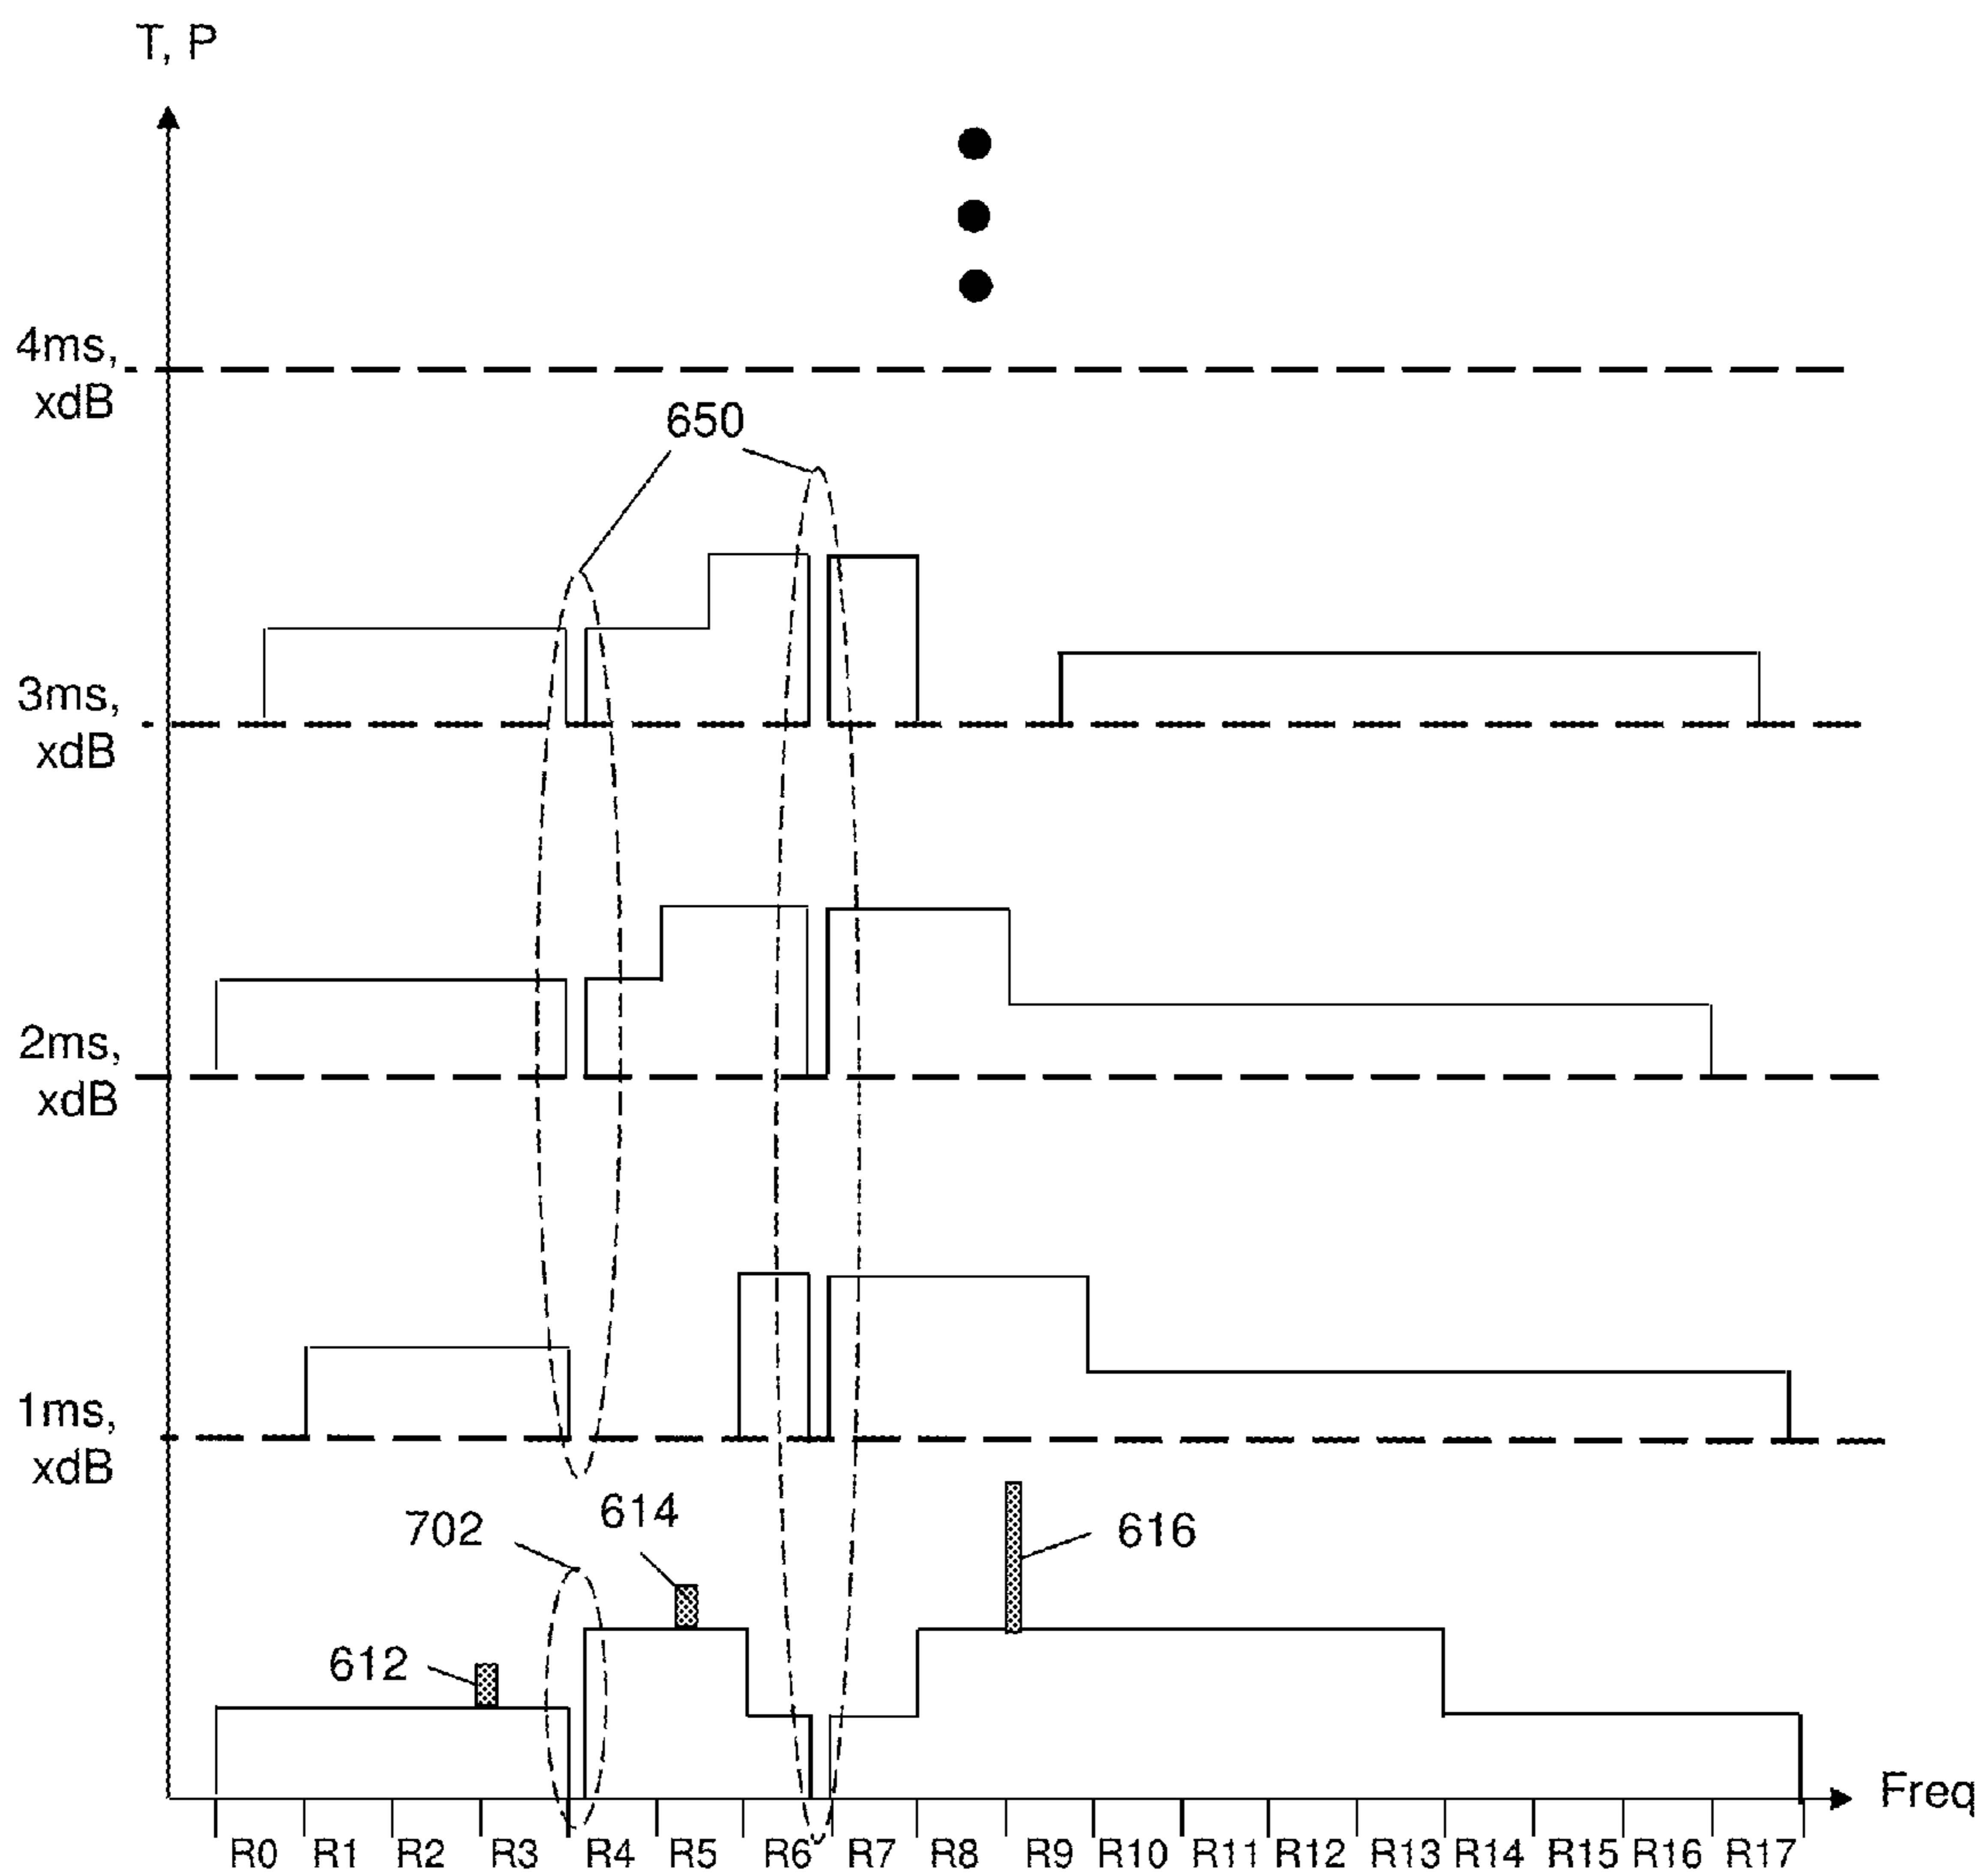 T, P
4ms,
xdB
650
3ms,
xdB
2ms,
xdB
1ms,
xdB
702
614
616
612
Freq
R0 R1 R2 R3 R4 R5 R6 R7 R8 R9 R10 R11 R12 R13 R14 R15 R16 R17